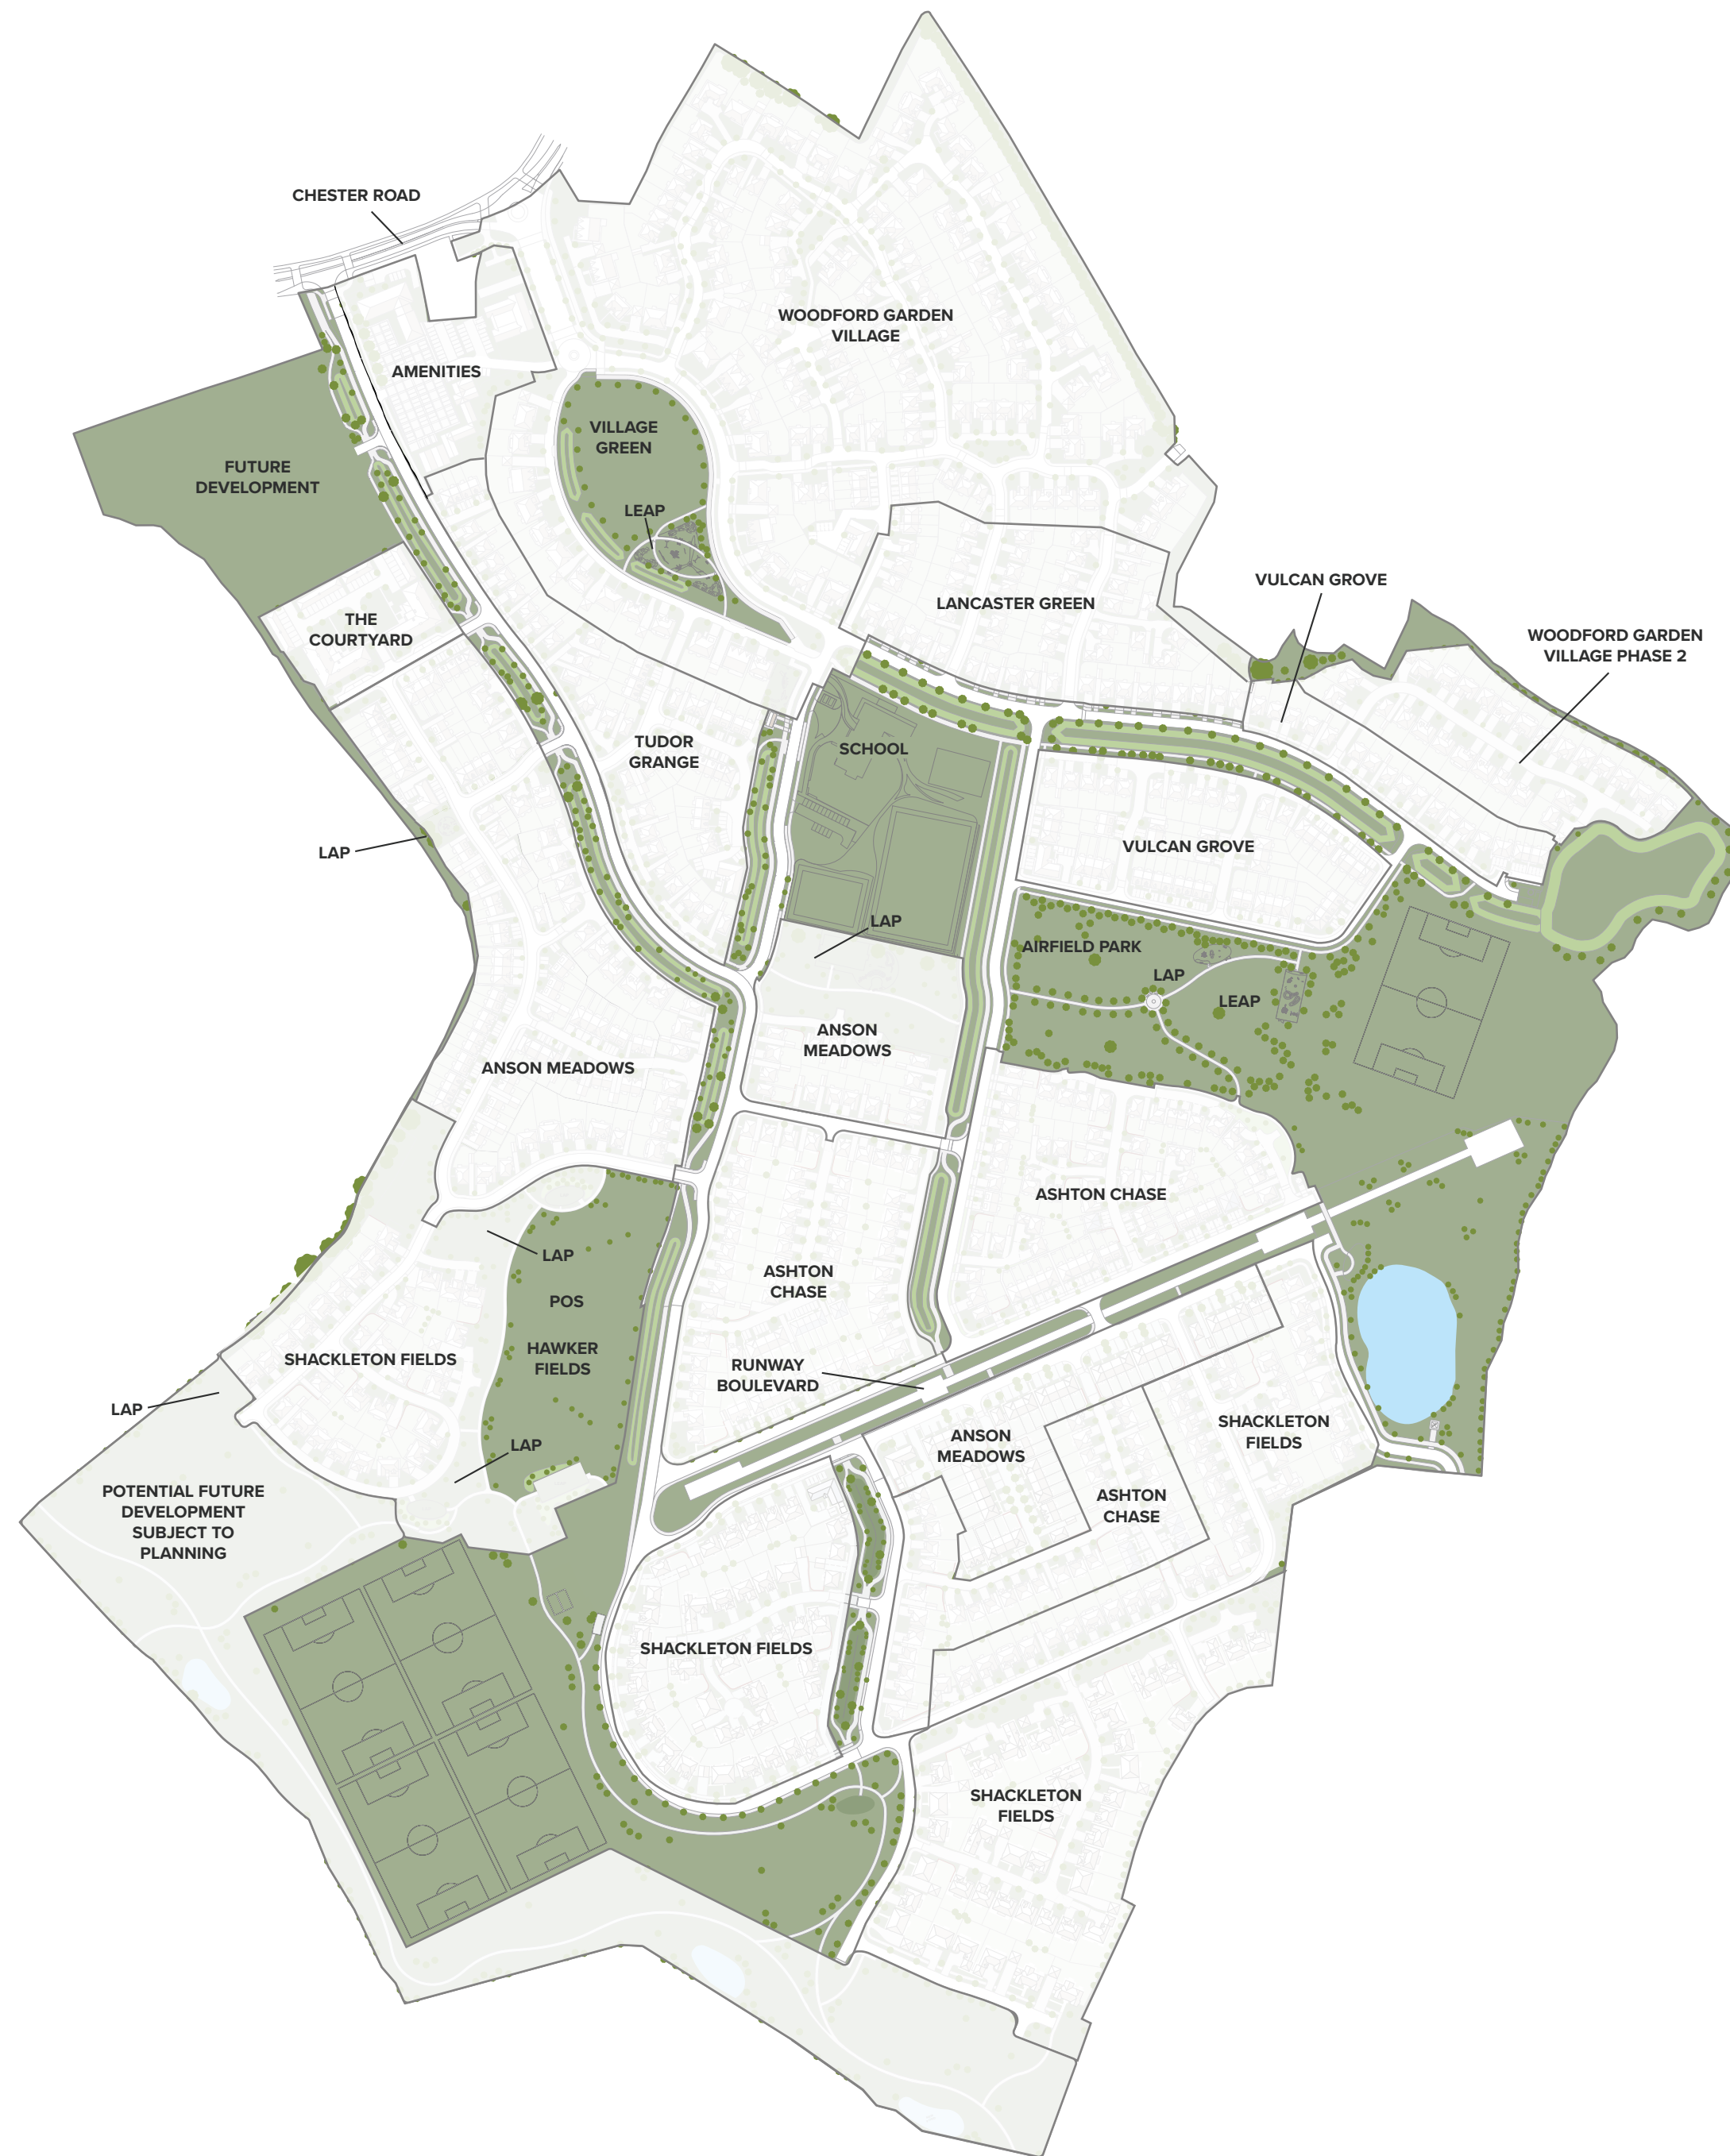 CHESTER ROAD
WOODFORD GARDEN
VILLAGE
AMENITIES
VILLAGE
GREEN
FUTURE
DEVELOPMENT
LEAP
VULCAN GROVE
LANCASTER GREEN
THE
COURTYARD
WOODFORD GARDEN
VILLAGE PHASE 2
TUDOR
GRANGE
SCHOOL
VULCAN GROVE
LAP
LAP
AIRFIELD PARK
LAP
LEAP
ANSON
MEADOWS
ANSON MEADOWS
ASHTON CHASE
LAP
ASHTON
CHASE
POS
HAWKER
FIELDS
SHACKLETON FIELDS
RUNWAY
BOULEVARD
LAP
SHACKLETON
FIELDS
ANSON
MEADOWS
LAP
POTENTIAL FUTURE
DEVELOPMENT
SUBJECT TO
PLANNING
ASHTON
CHASE
SHACKLETON FIELDS
SHACKLETON
FIELDS